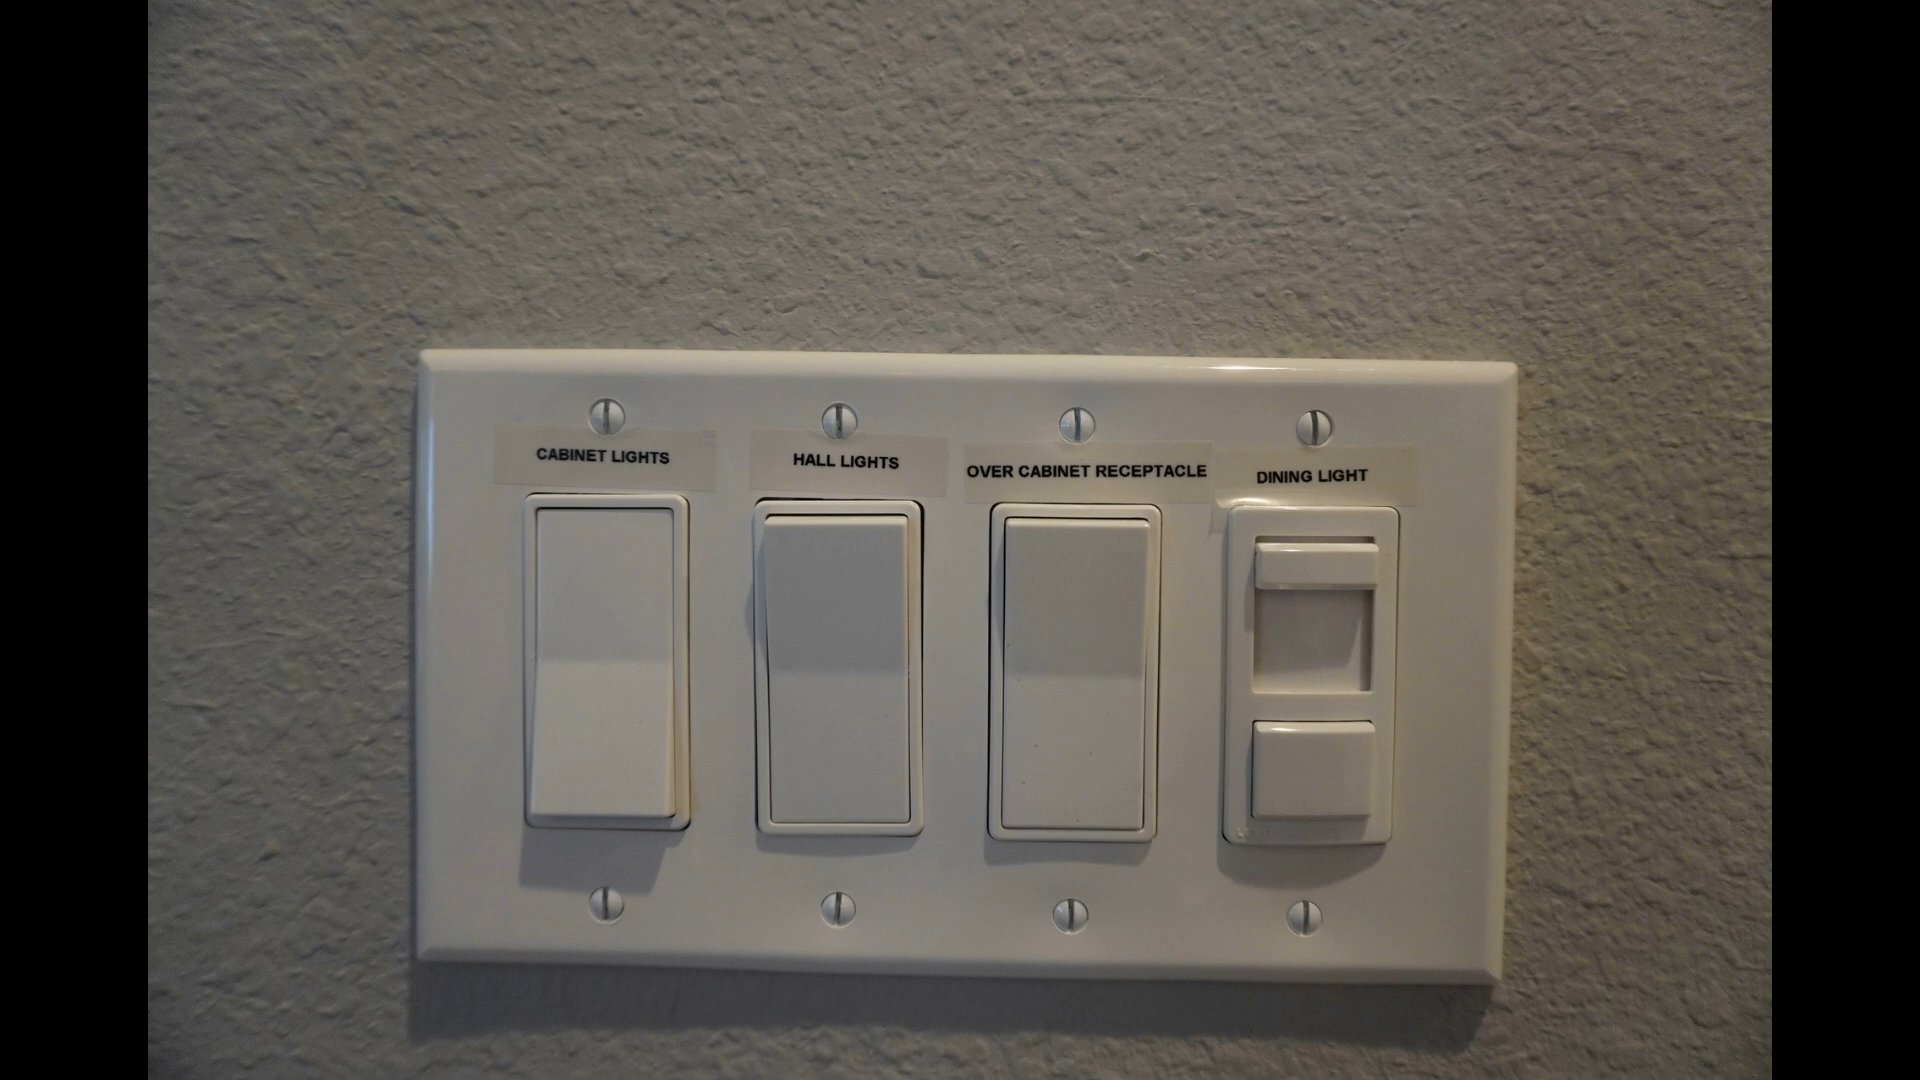 CABINET LIGHTS
HALL LIGHTS
OVER CABINET RECEPTACLE
DINING LIGHT